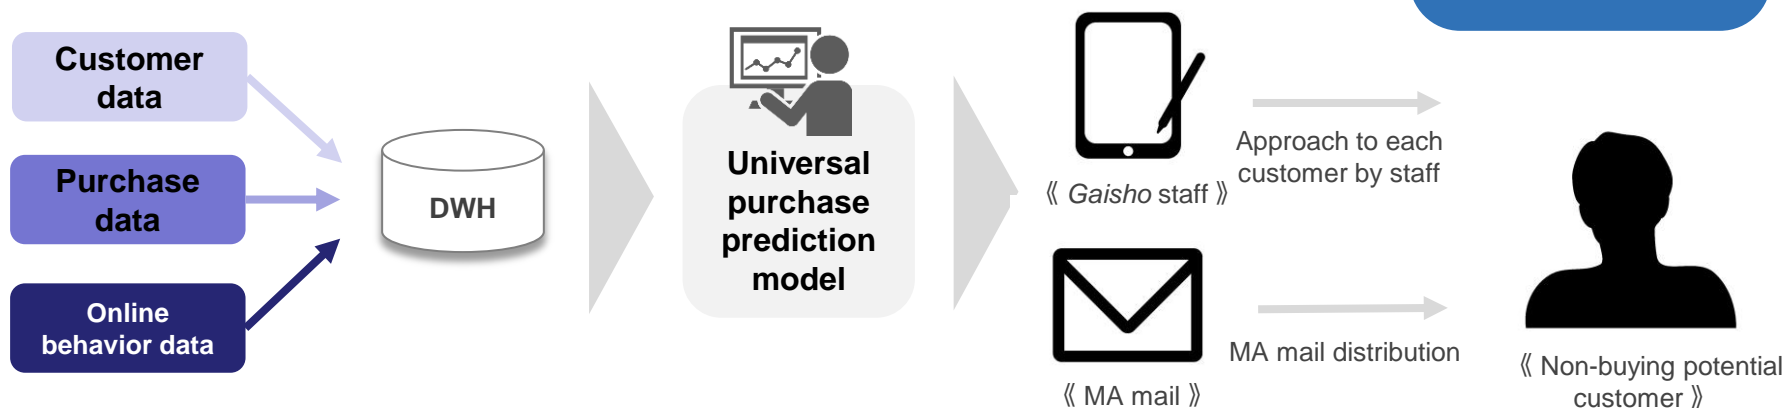 Customer
data
Purchase
data
Online
behavior data
DWH
Universal
purchase
prediction
model
《 Gaisho staff 》
Approach to each
customer by staff
《 MA mail 》
MA mail distribution
《 Non-buying potential
customer 》